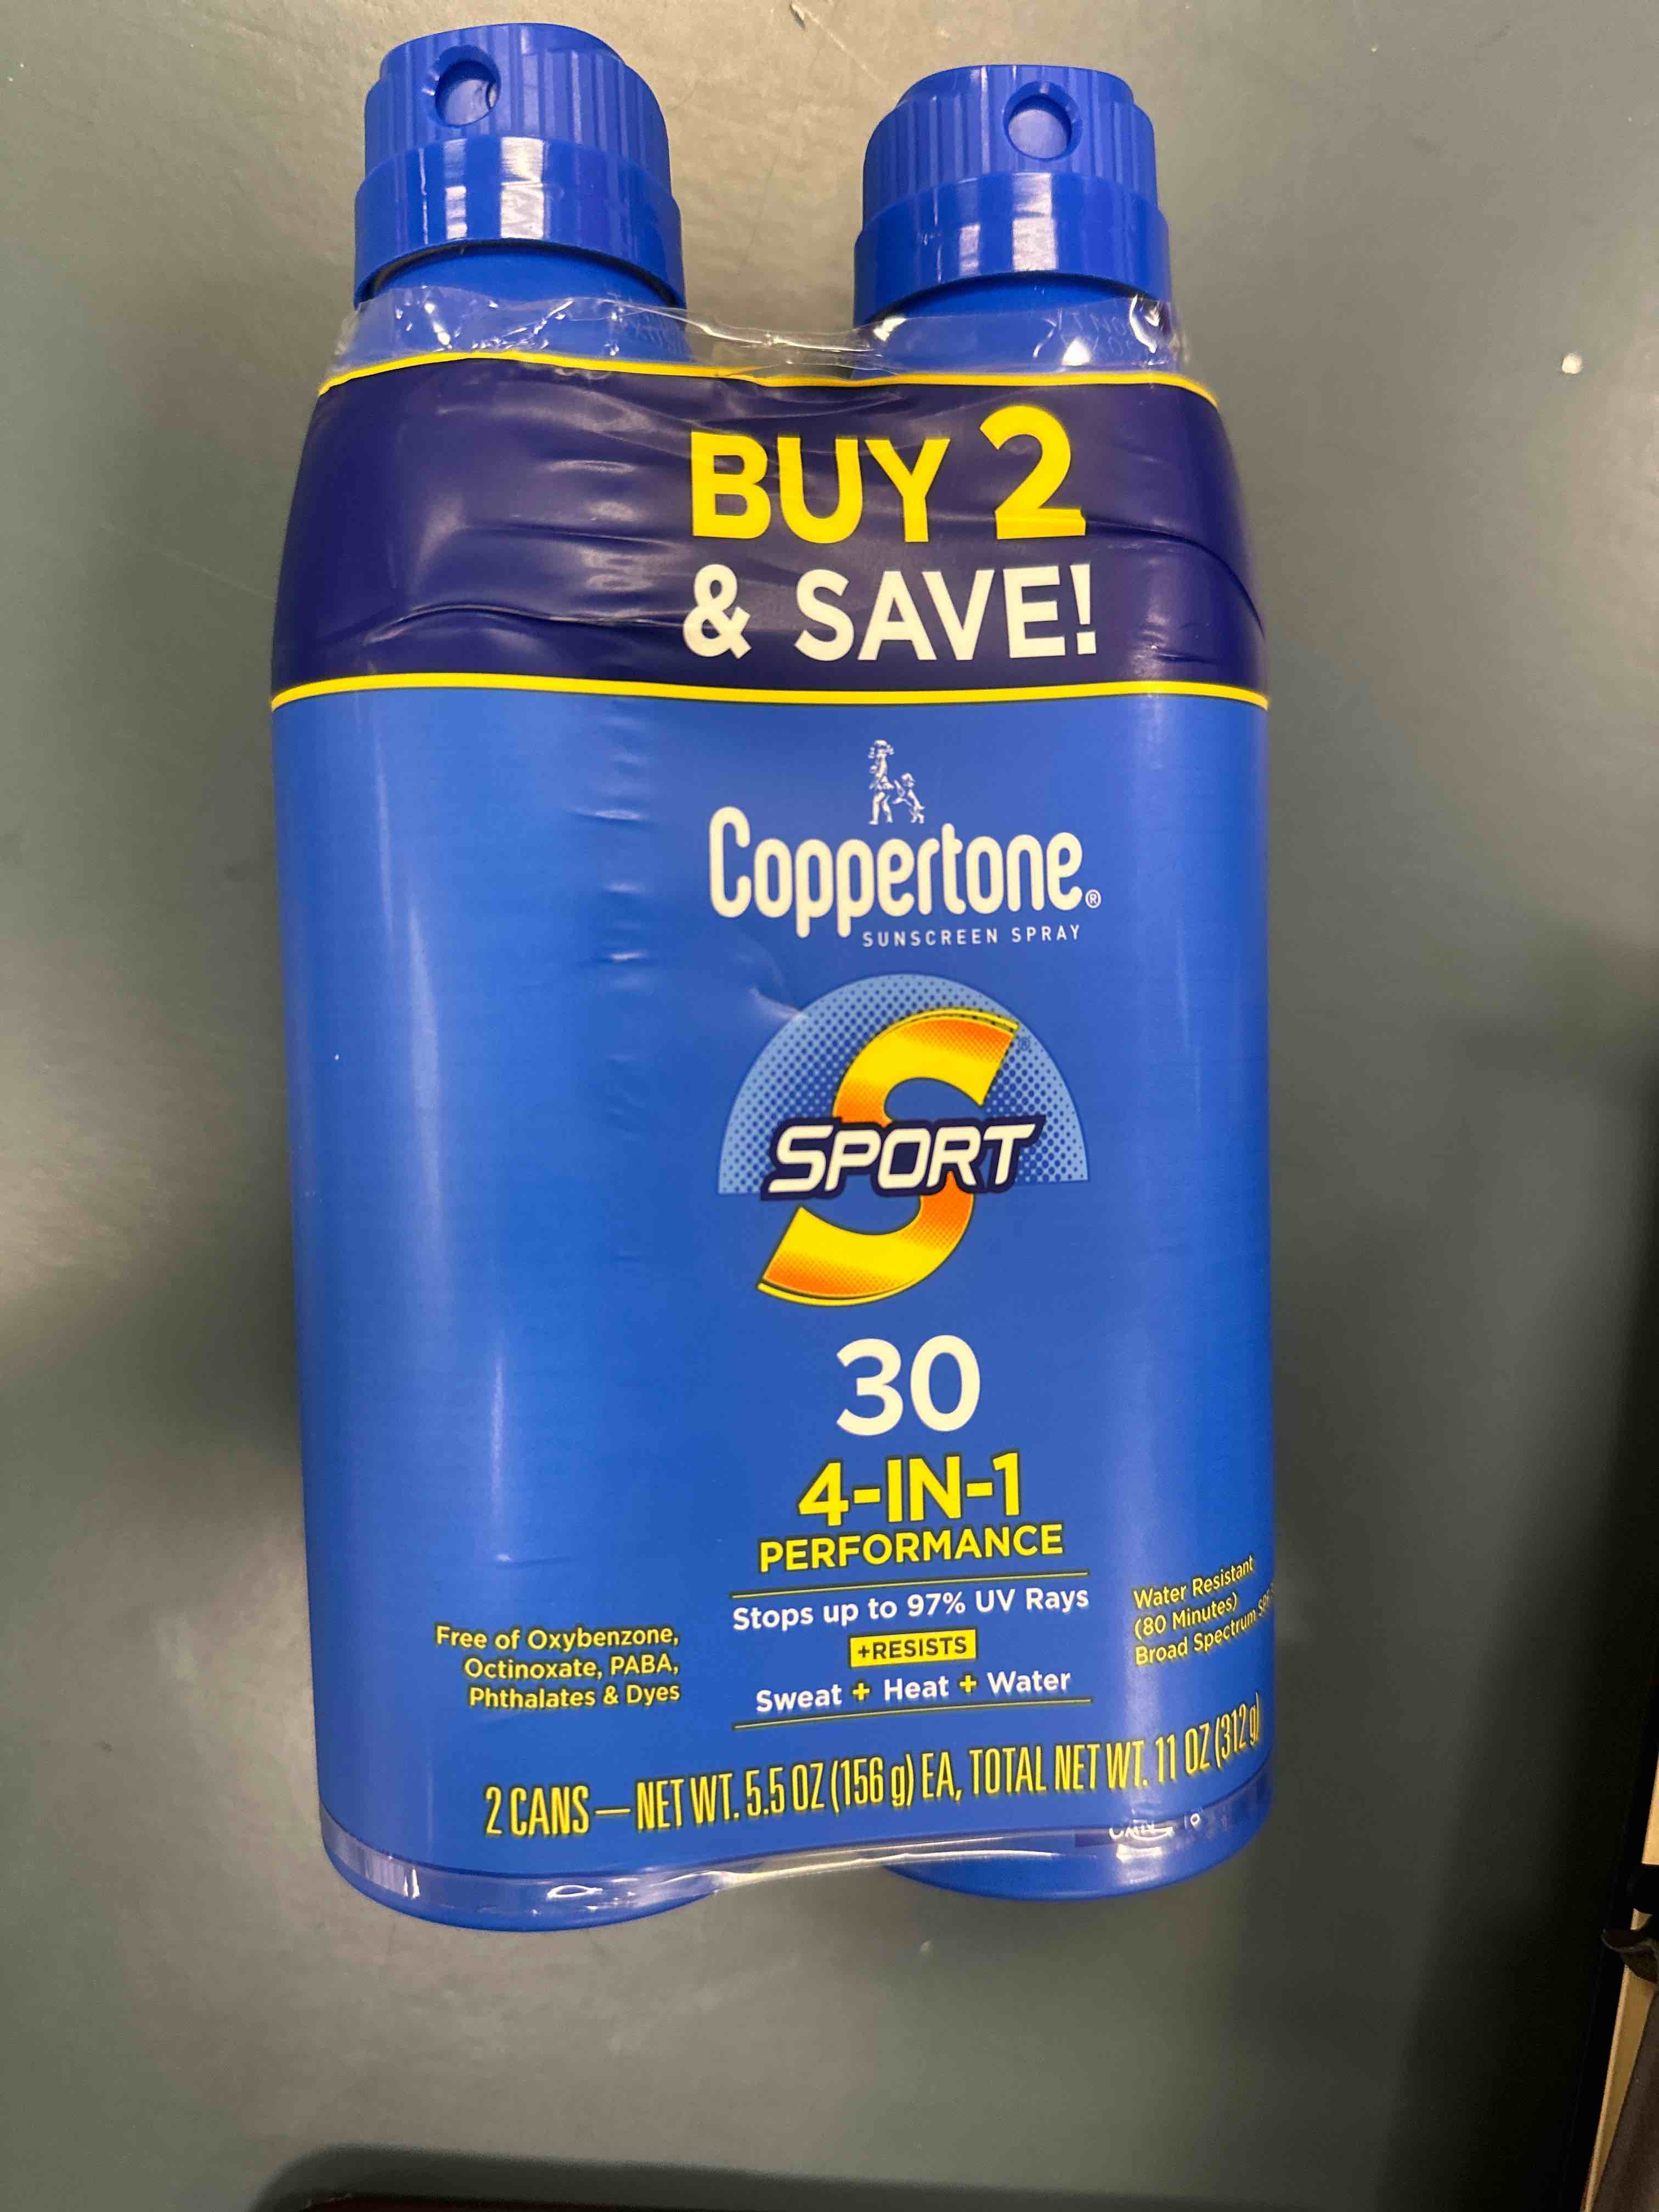 BUY 2
& SAVE!
Coppertone®
SUNSCREEN SPRAY
®
SPORT
30
4-IN-1
PERFORMANCE
Stops up to 97% UV Rays
+RESISTS
Sweat + Heat + Water
Free of Oxybenzone,
Octinoxate, PABA,
Phthalates & Dyes
Water Resistant
(80 Minutes)
Broad Spectrum
2 CANS — NET WT. 5.5 OZ (156 g) EA, TOTAL NET WT. 11 OZ (312 g)